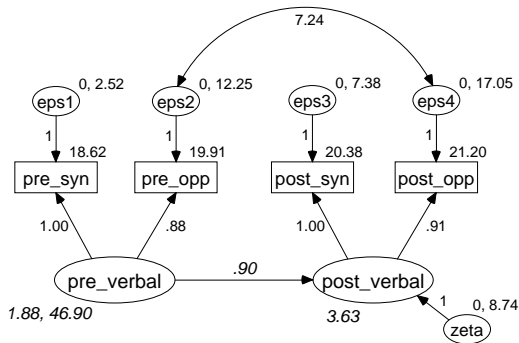 7.24
0, 2.52
0, 12.25
0, 7.38
0, 17.05
eps1
eps2
eps3
eps4
1
1
1
1
18.62
19.91
20.38
21.20
pre_syn
pre_opp
post_syn
post_opp
1.00
.88
1.00
.91
pre_verbal
.90
post_verbal
1.88, 46.90
3.63
1
0, 8.74
zeta